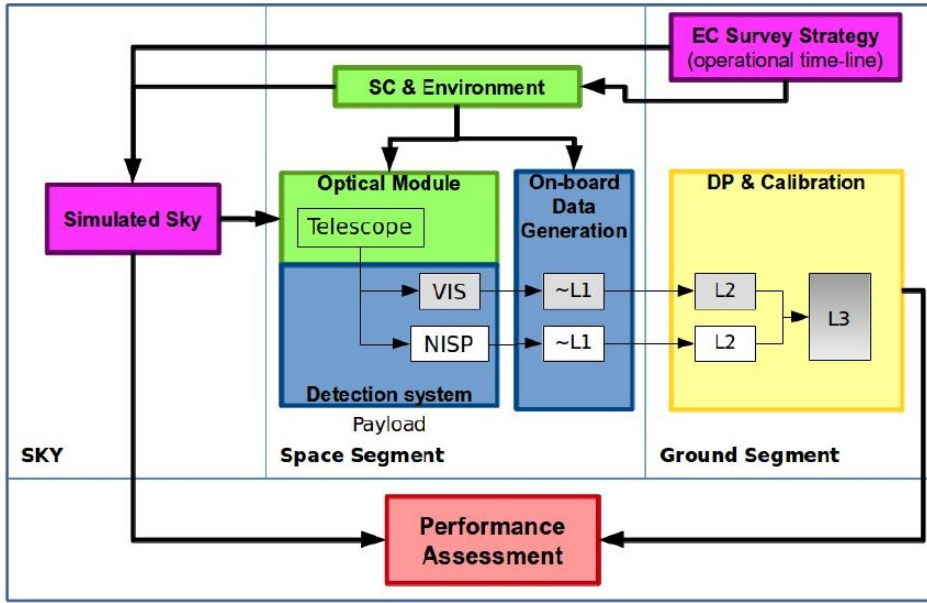 EC Survey Strategy
(operational time-line)
SC & Environment
Simulated Sky
Optical Module
Telescope
VIS
NISP
Detection system
Payload
On-board
Data
Generation
~L1
~L1
DP & Calibration
L2
L2
L3
SKY
Space Segment
Ground Segment
Performance
Assessment